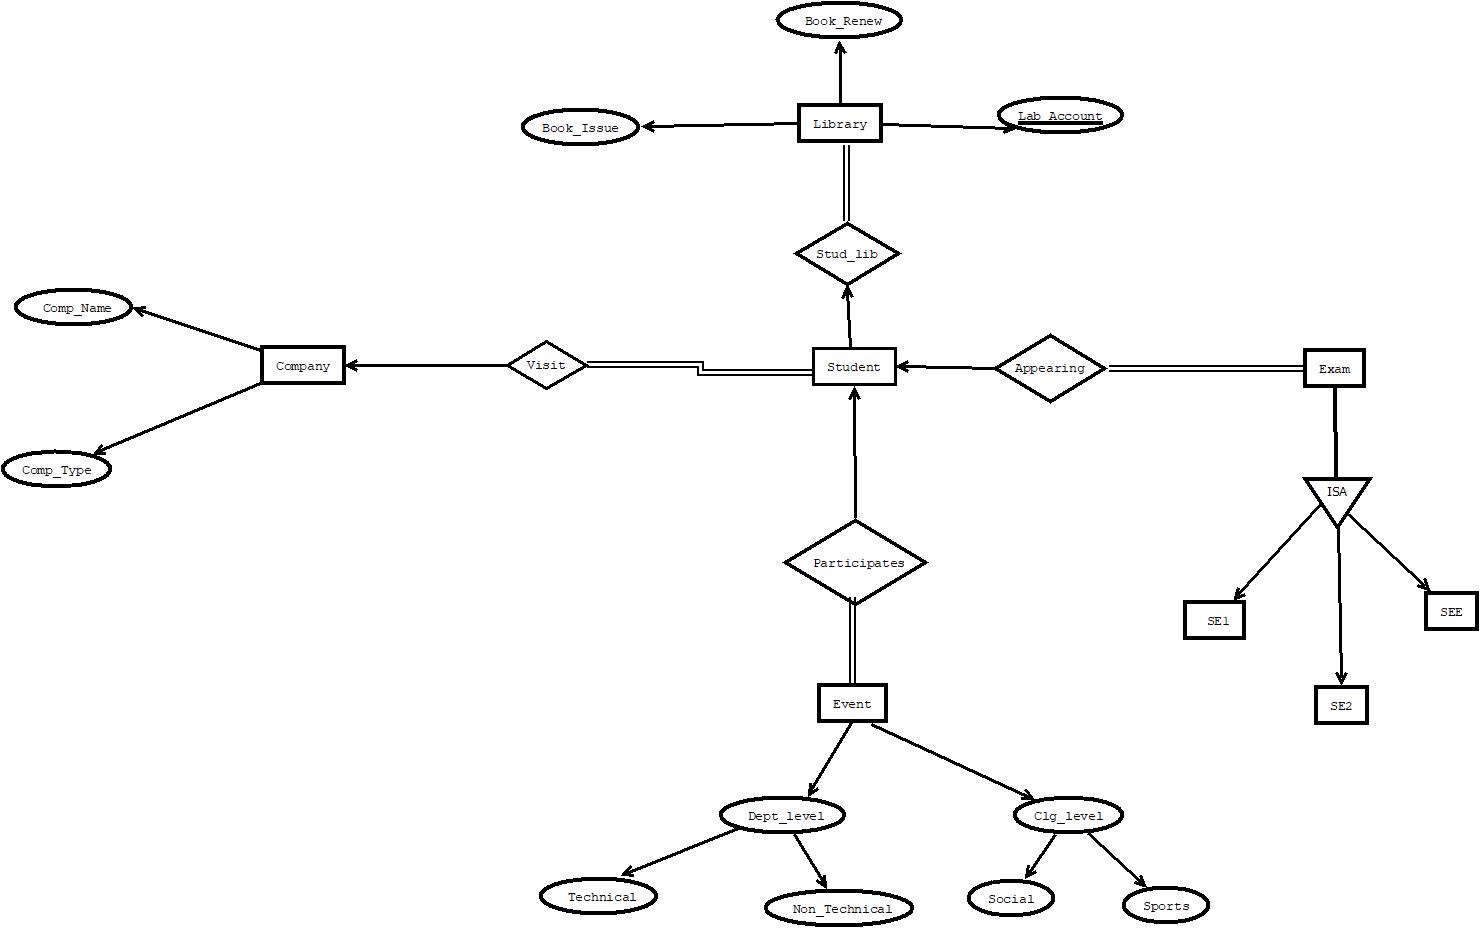 Book_Renew
Book_Issue
Library
Lab_Account
Stud_lib
Comp_Name
Company
Visit
Student
Appearing
Exam
Comp_Type
ISA
Participates
SE1
SEE
SE2
Event
Dept_level
Clg_level
Technical
Non_Technical
Social
Sports